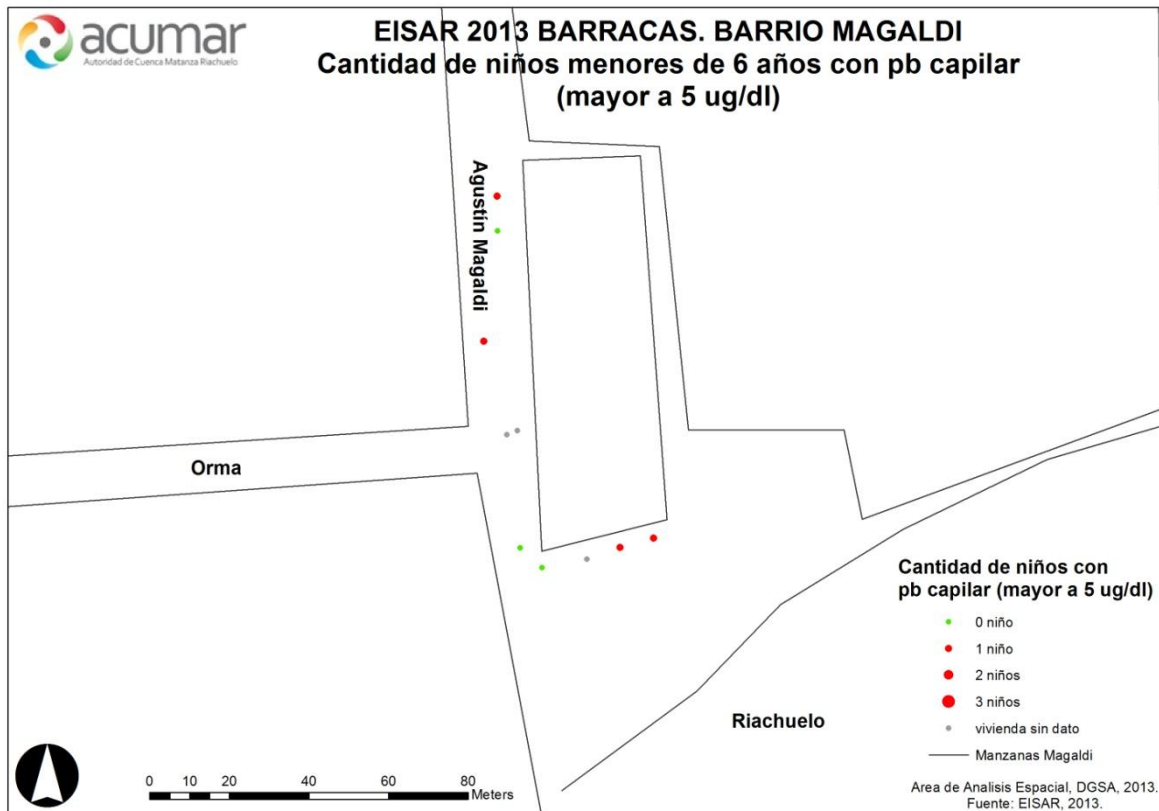 acumar
Autoridad de Cuenca Matanza Riachuelo
EISAR 2013 BARRACAS. BARRIO MAGALDI
Cantidad de niños menores de 6 años con pb capilar
(mayor a 5 ug/dl)
Agustín Magaldi
Orma
Riachuelo
Cantidad de niños con
pb capilar (mayor a 5 ug/dl)
0 niño
1 niño
2 niños
3 niños
vivienda sin dato
Manzanas Magaldi
0 10 20 40 60 80
Meters
Area de Analisis Espacial, DGSA, 2013.
Fuente: EISAR, 2013.